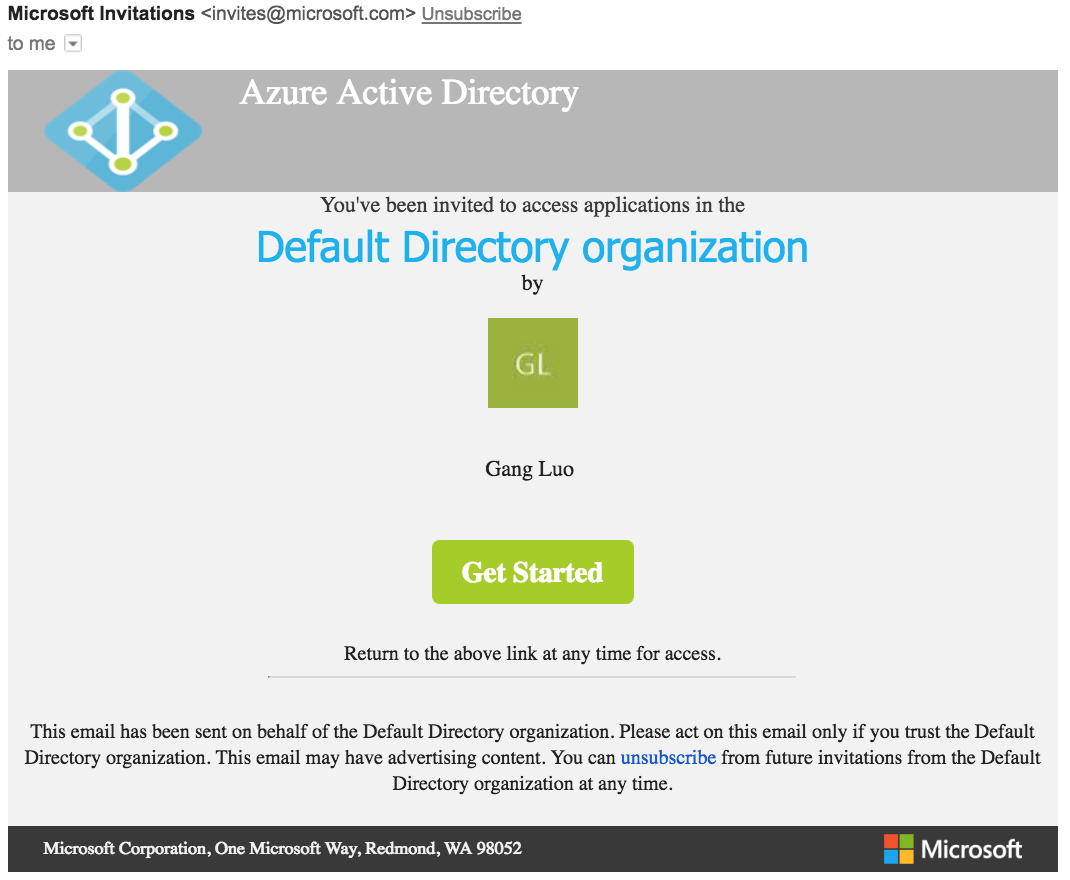 Microsoft Invitations <invites@microsoft.com> Unsubscribe
to me
Azure Active Directory
You've been invited to access applications in the
Default Directory organization
by
GL
Gang Luo
Get Started
Return to the above link at any time for access.
This email has been sent on behalf of the Default Directory organization. Please act on this email only if you trust the Default
Directory organization. This email may have advertising content. You can unsubscribe from future invitations from the Default
Directory organization at any time.
Microsoft Corporation, One Microsoft Way, Redmond, WA 98052
Microsoft